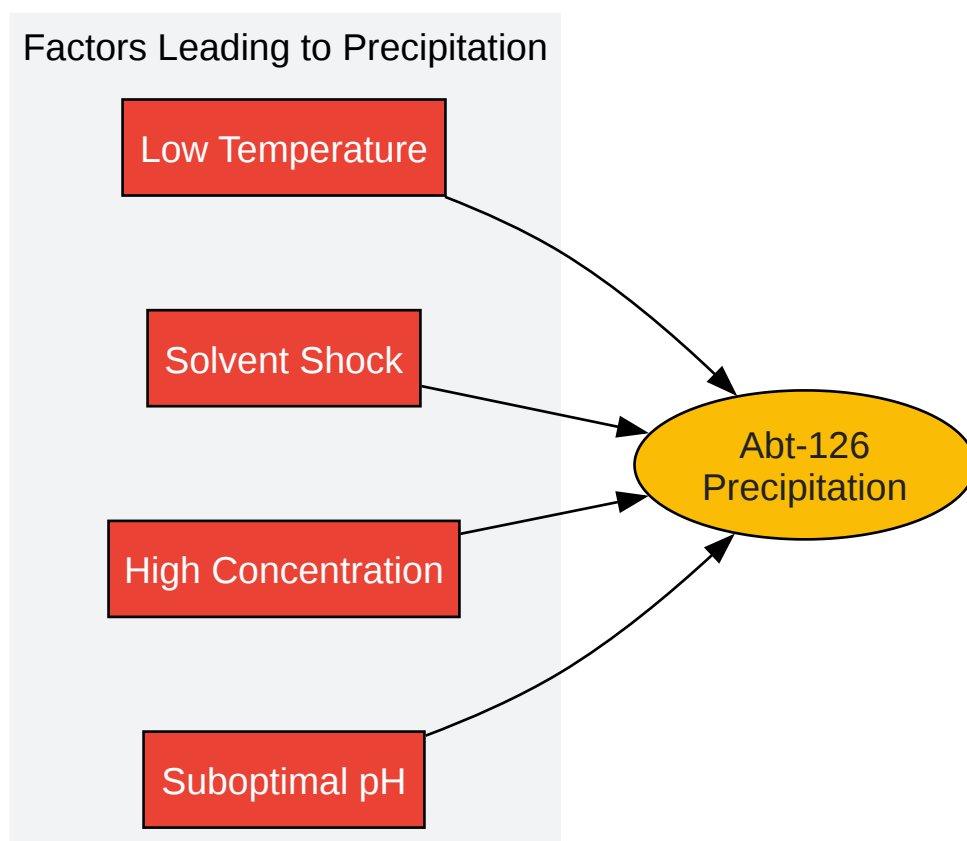 Factors Leading to Precipitation
Low Temperature
Solvent Shock
High Concentration
Suboptimal pH
Abt-126
Precipitation